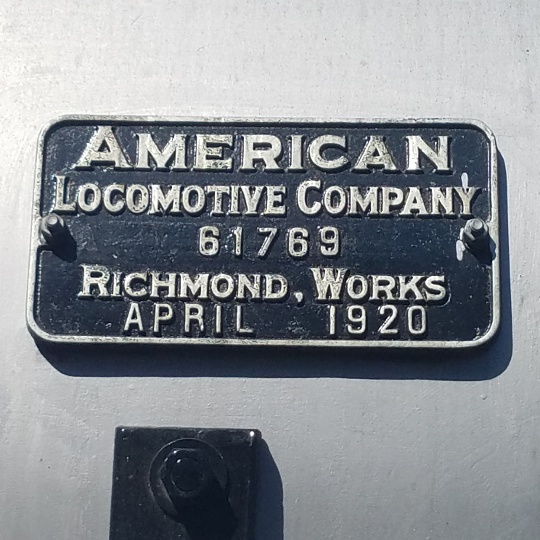 AMERICAN
LOCOMOTIVE COMPANY
61769
RICHMOND, WORKS
APRIL 1920